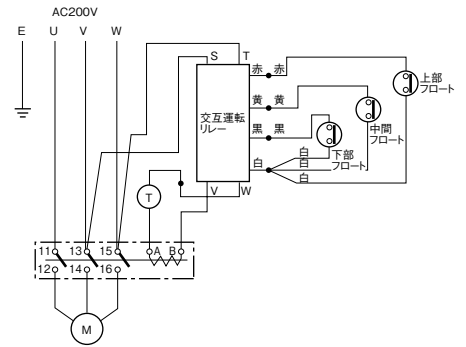 AC200V
E U V W
S T
赤 赤
上部
フロート
黄 黄
中間
フロート
交互運転
リレー
黒 黒
下部
フロート
白 白
白
白
V W
T
11 13 15 A B
12 14 16
M